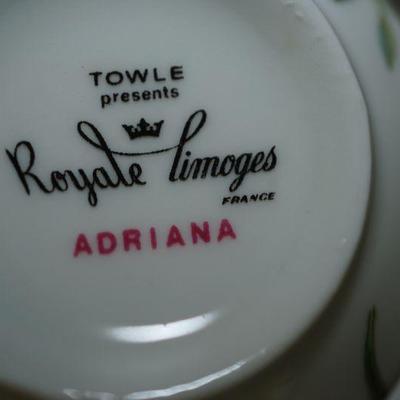 TOWLE
presents
Royale Limoges
FRANCE
ADRIANA